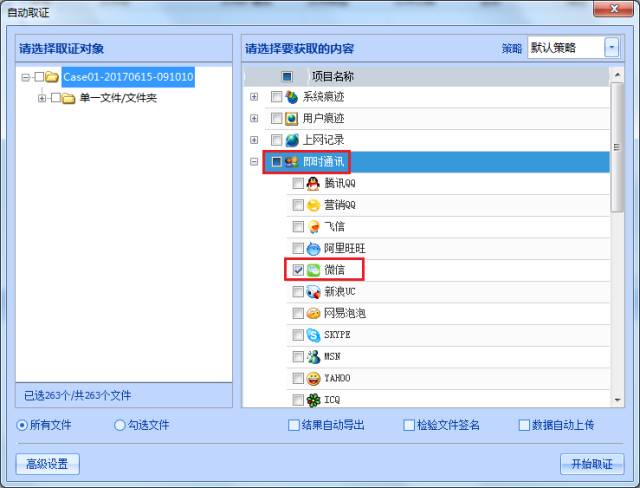 自动取证
请选择取证对象
请选择要获取的内容
策略
默认策略
Case01-20170615-091010
单一文件/文件夹
项目名称
系统痕迹
用户痕迹
上网记录
即时通讯
腾讯QQ
营销QQ
飞信
阿里旺旺
微信
新浪UC
网易泡泡
SKYPE
MSN
YAHOO
ICQ
已选263个/共263个文件
所有文件
勾选文件
结果自动导出
检验文件签名
数据自动上传
高级设置
开始取证